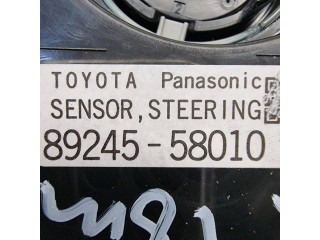 TOYOTA Panasonic
SENSOR, STEERING
89245-58010